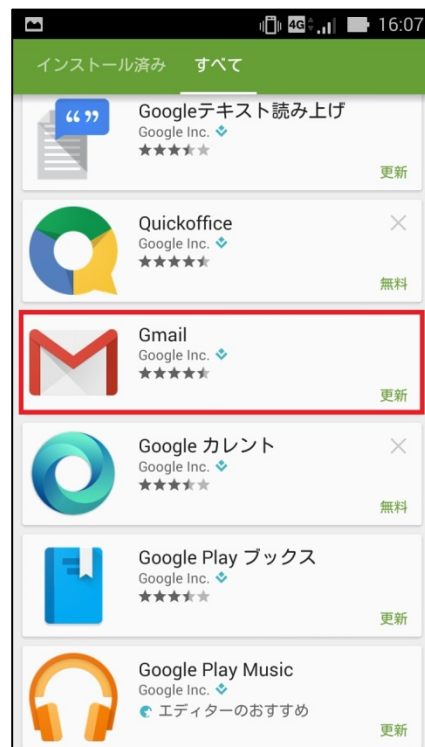 4G 16:07
インストール済み すべて
Googleテキスト読み上げ
Google Inc.
更新
Quickoffice
Google Inc.
無料
Gmail
Google Inc.
更新
Google カレント
Google Inc.
無料
Google Play ブックス
Google Inc.
更新
Google Play Music
Google Inc.
エディターのおすすめ
更新